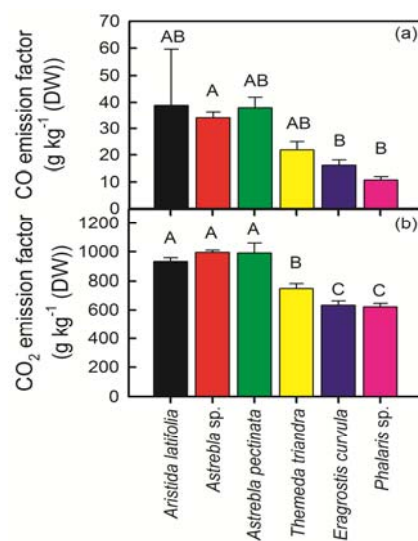 (a)
CO emission factor
(g kg⁻¹ (DW))
70
60
50
40
30
20
10
0
AB
A
AB
AB
B
B
(b)
CO₂ emission factor
(g kg⁻¹ (DW))
1200
1000
800
600
400
200
0
A
A
A
B
C
C
Aristida latifolia
Astrebla sp.
Astrebla pectinata
Themeda triandra
Eragrostis curvula
Phalaris sp.